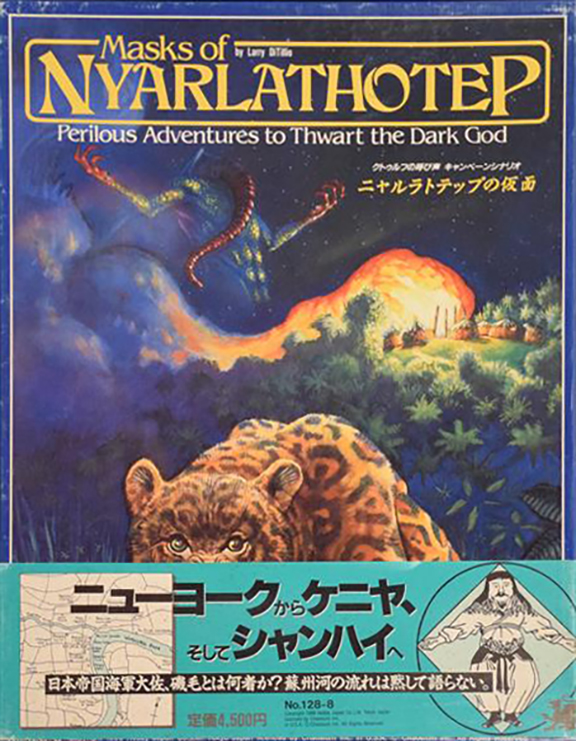 Masks of by Larry DiTillio
NYARLATHOTEP
Perilous Adventures to Thwart the Dark God
クトゥルフの呼び声 キャンペーンシナリオ
ニャルラトテップの仮面
ニューヨークからケニヤ、
そしてシャンハイへ
日本帝国海軍大佐、磯毛とは何者か?蘇州河の流れは黙して語らない。
No.128-8
定価4,500円